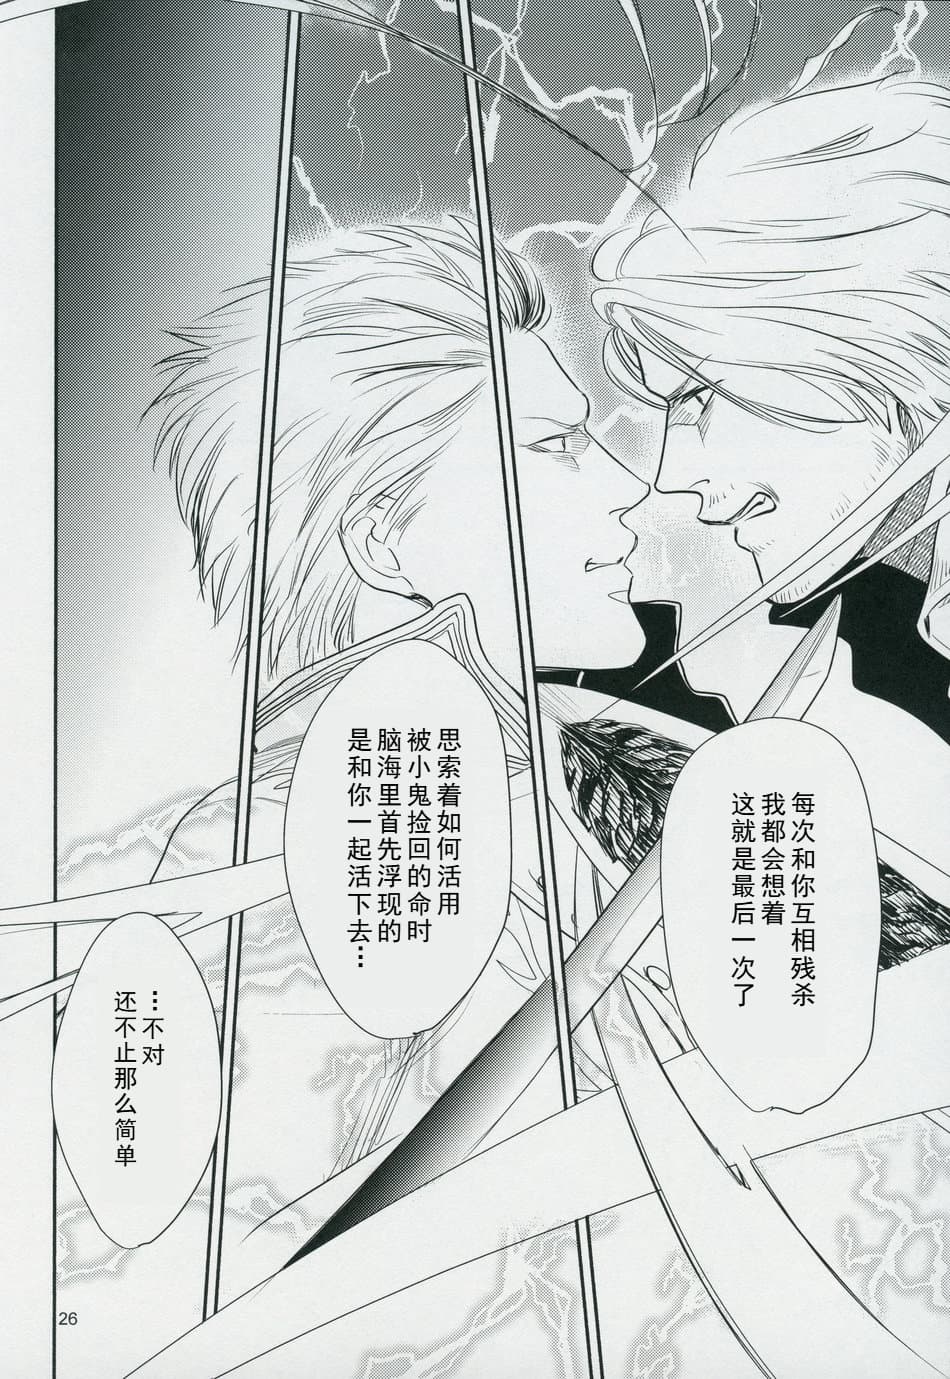 每次和你互相残杀
我都会想着
这就是最后一次了
思索着如何活用
被小鬼捡回的命时
脑海里首先浮现的
是和你一起活下去…
…不对
还不止那么简单
26